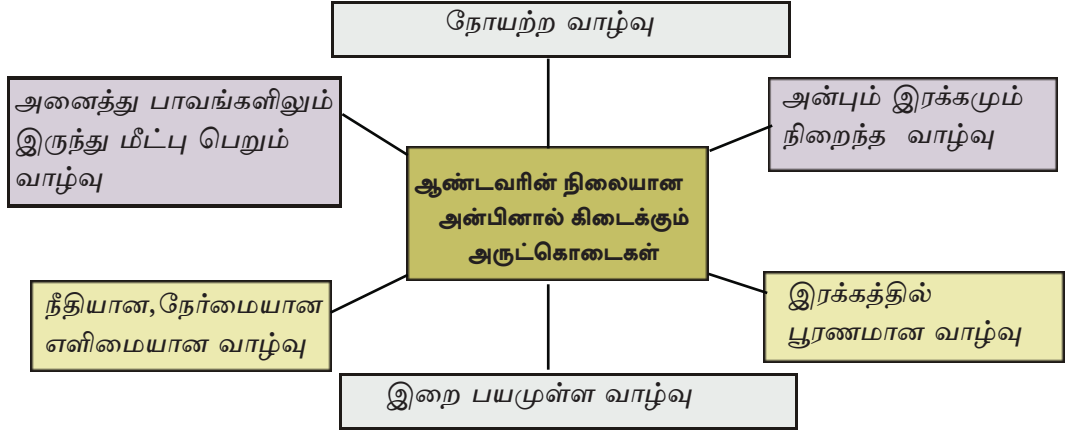 நோயற்ற வாழ்வு
அனைத்து பாவங்களிலும்
இருந்து மீட்பு பெறும்
வாழ்வு
அன்பும் இரக்கமும்
நிறைந்த வாழ்வு
ஆண்டவரின் நிலையான
அன்பினால் கிடைக்கும்
அருட்கொடைகள்
நீதியான,நேர்மையான
எளிமையான வாழ்வு
இரக்கத்தில்
பூரணமான வாழ்வு
இறை பயமுள்ள வாழ்வு